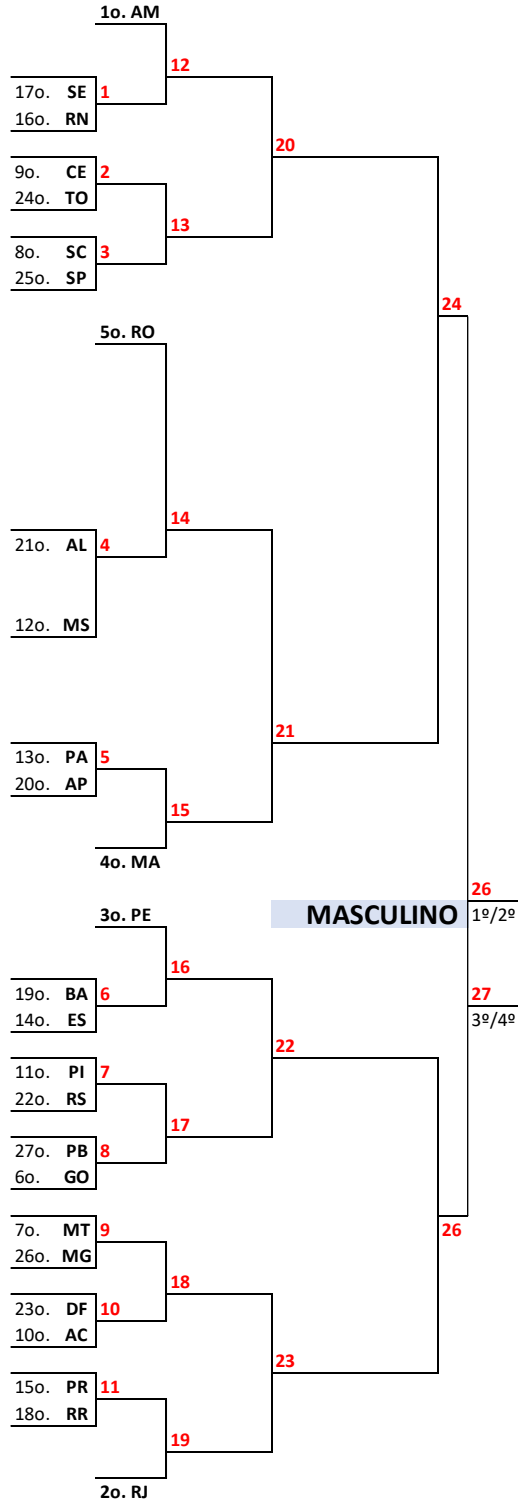 1o. AM
12
17o. SE 1
16o. RN
20
9o. CE 2
24o. TO
13
8o. SC 3
25o. SP
24
5o. RO
14
21o. AL 4
12o. MS
21
13o. PA 5
20o. AP
15
4o. MA
26
3o. PE
MASCULINO 1º/2º
16
19o. BA 6
27
14o. ES
3º/4º
22
11o. PI 7
22o. RS
17
27o. PB 8
6o. GO
7o. MT 9
26
26o. MG
18
23o. DF 10
10o. AC
23
15o. PR 11
18o. RR
19
2o. RJ